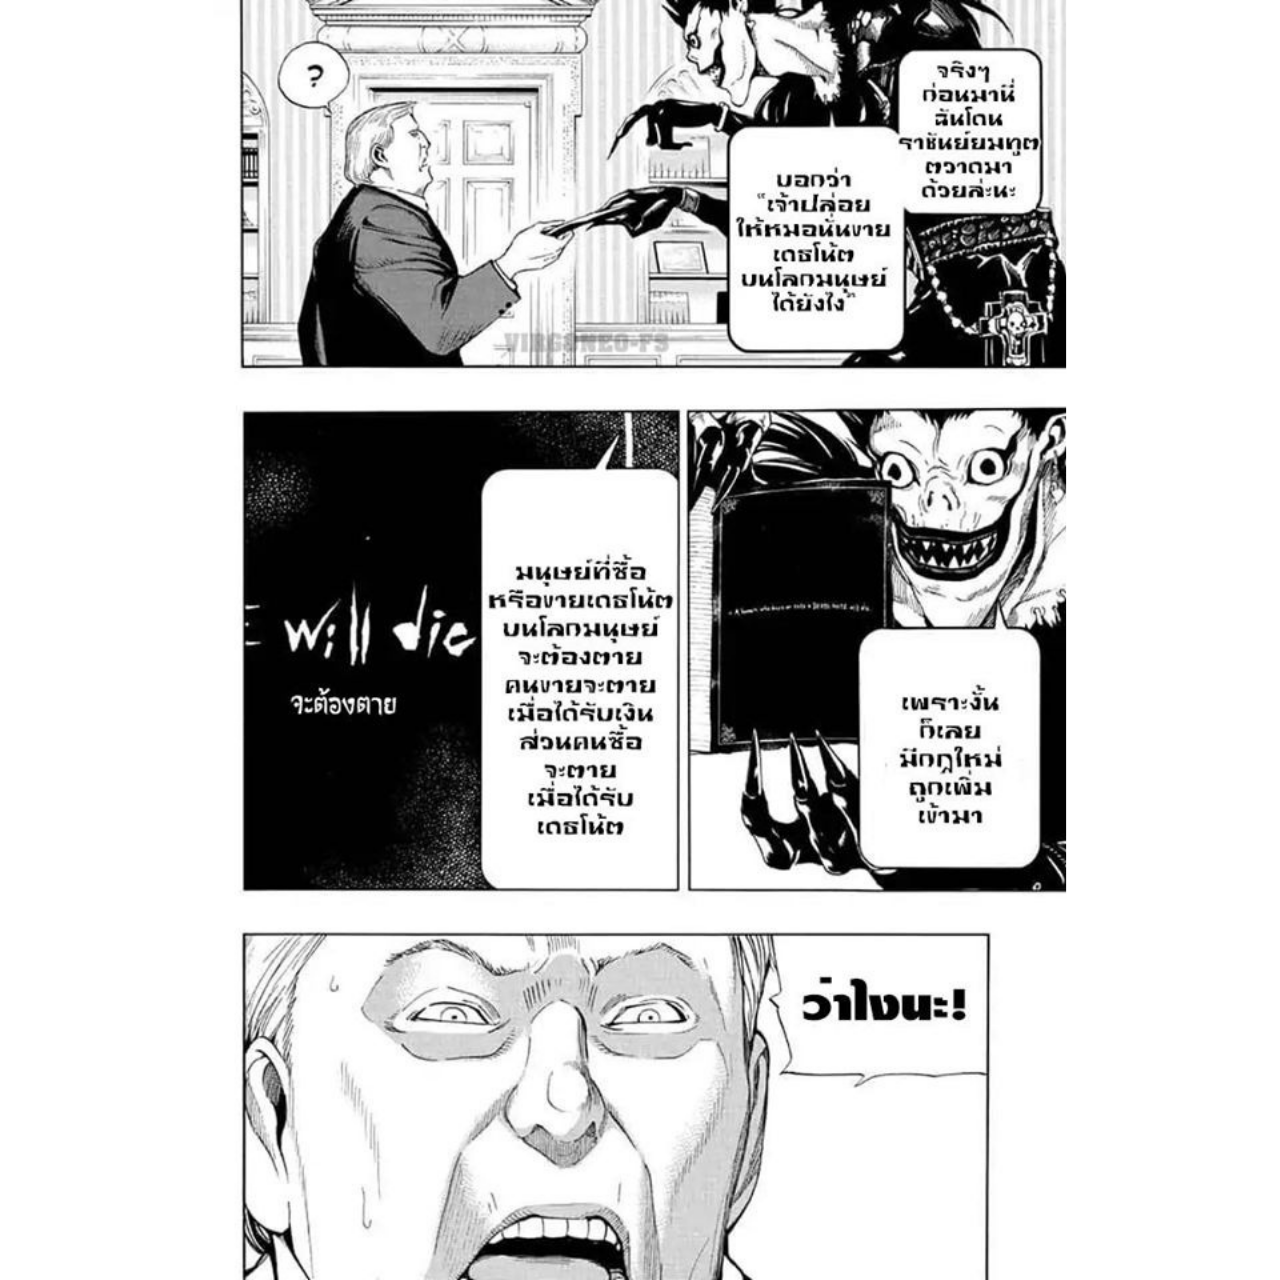 ?
จริงๆ
ก่อนมานี่
ฉันโดน
ราชันย์ยมทูต
ตวาดมา
ด้วยล่ะนะ
บอกว่า
"เจ้าปล่อย
ให้หมอนั่นขาย
เดธโน้ต
บนโลกมนุษย์
ได้ยังไง"
VIRGONEO-FS
เพราะงั้น
ก็เลย
มีกฎใหม่
ถูกเพิ่ม
เข้ามา
มนุษย์ที่ซื้อ
หรือขายเดธโน้ต
บนโลกมนุษย์
จะต้องตาย
คนขายจะตาย
เมื่อได้รับเงิน
ส่วนคนซื้อ
จะตาย
เมื่อได้รับ
เดธโน้ต
will die
จะต้องตาย
ว่าไงนะ!